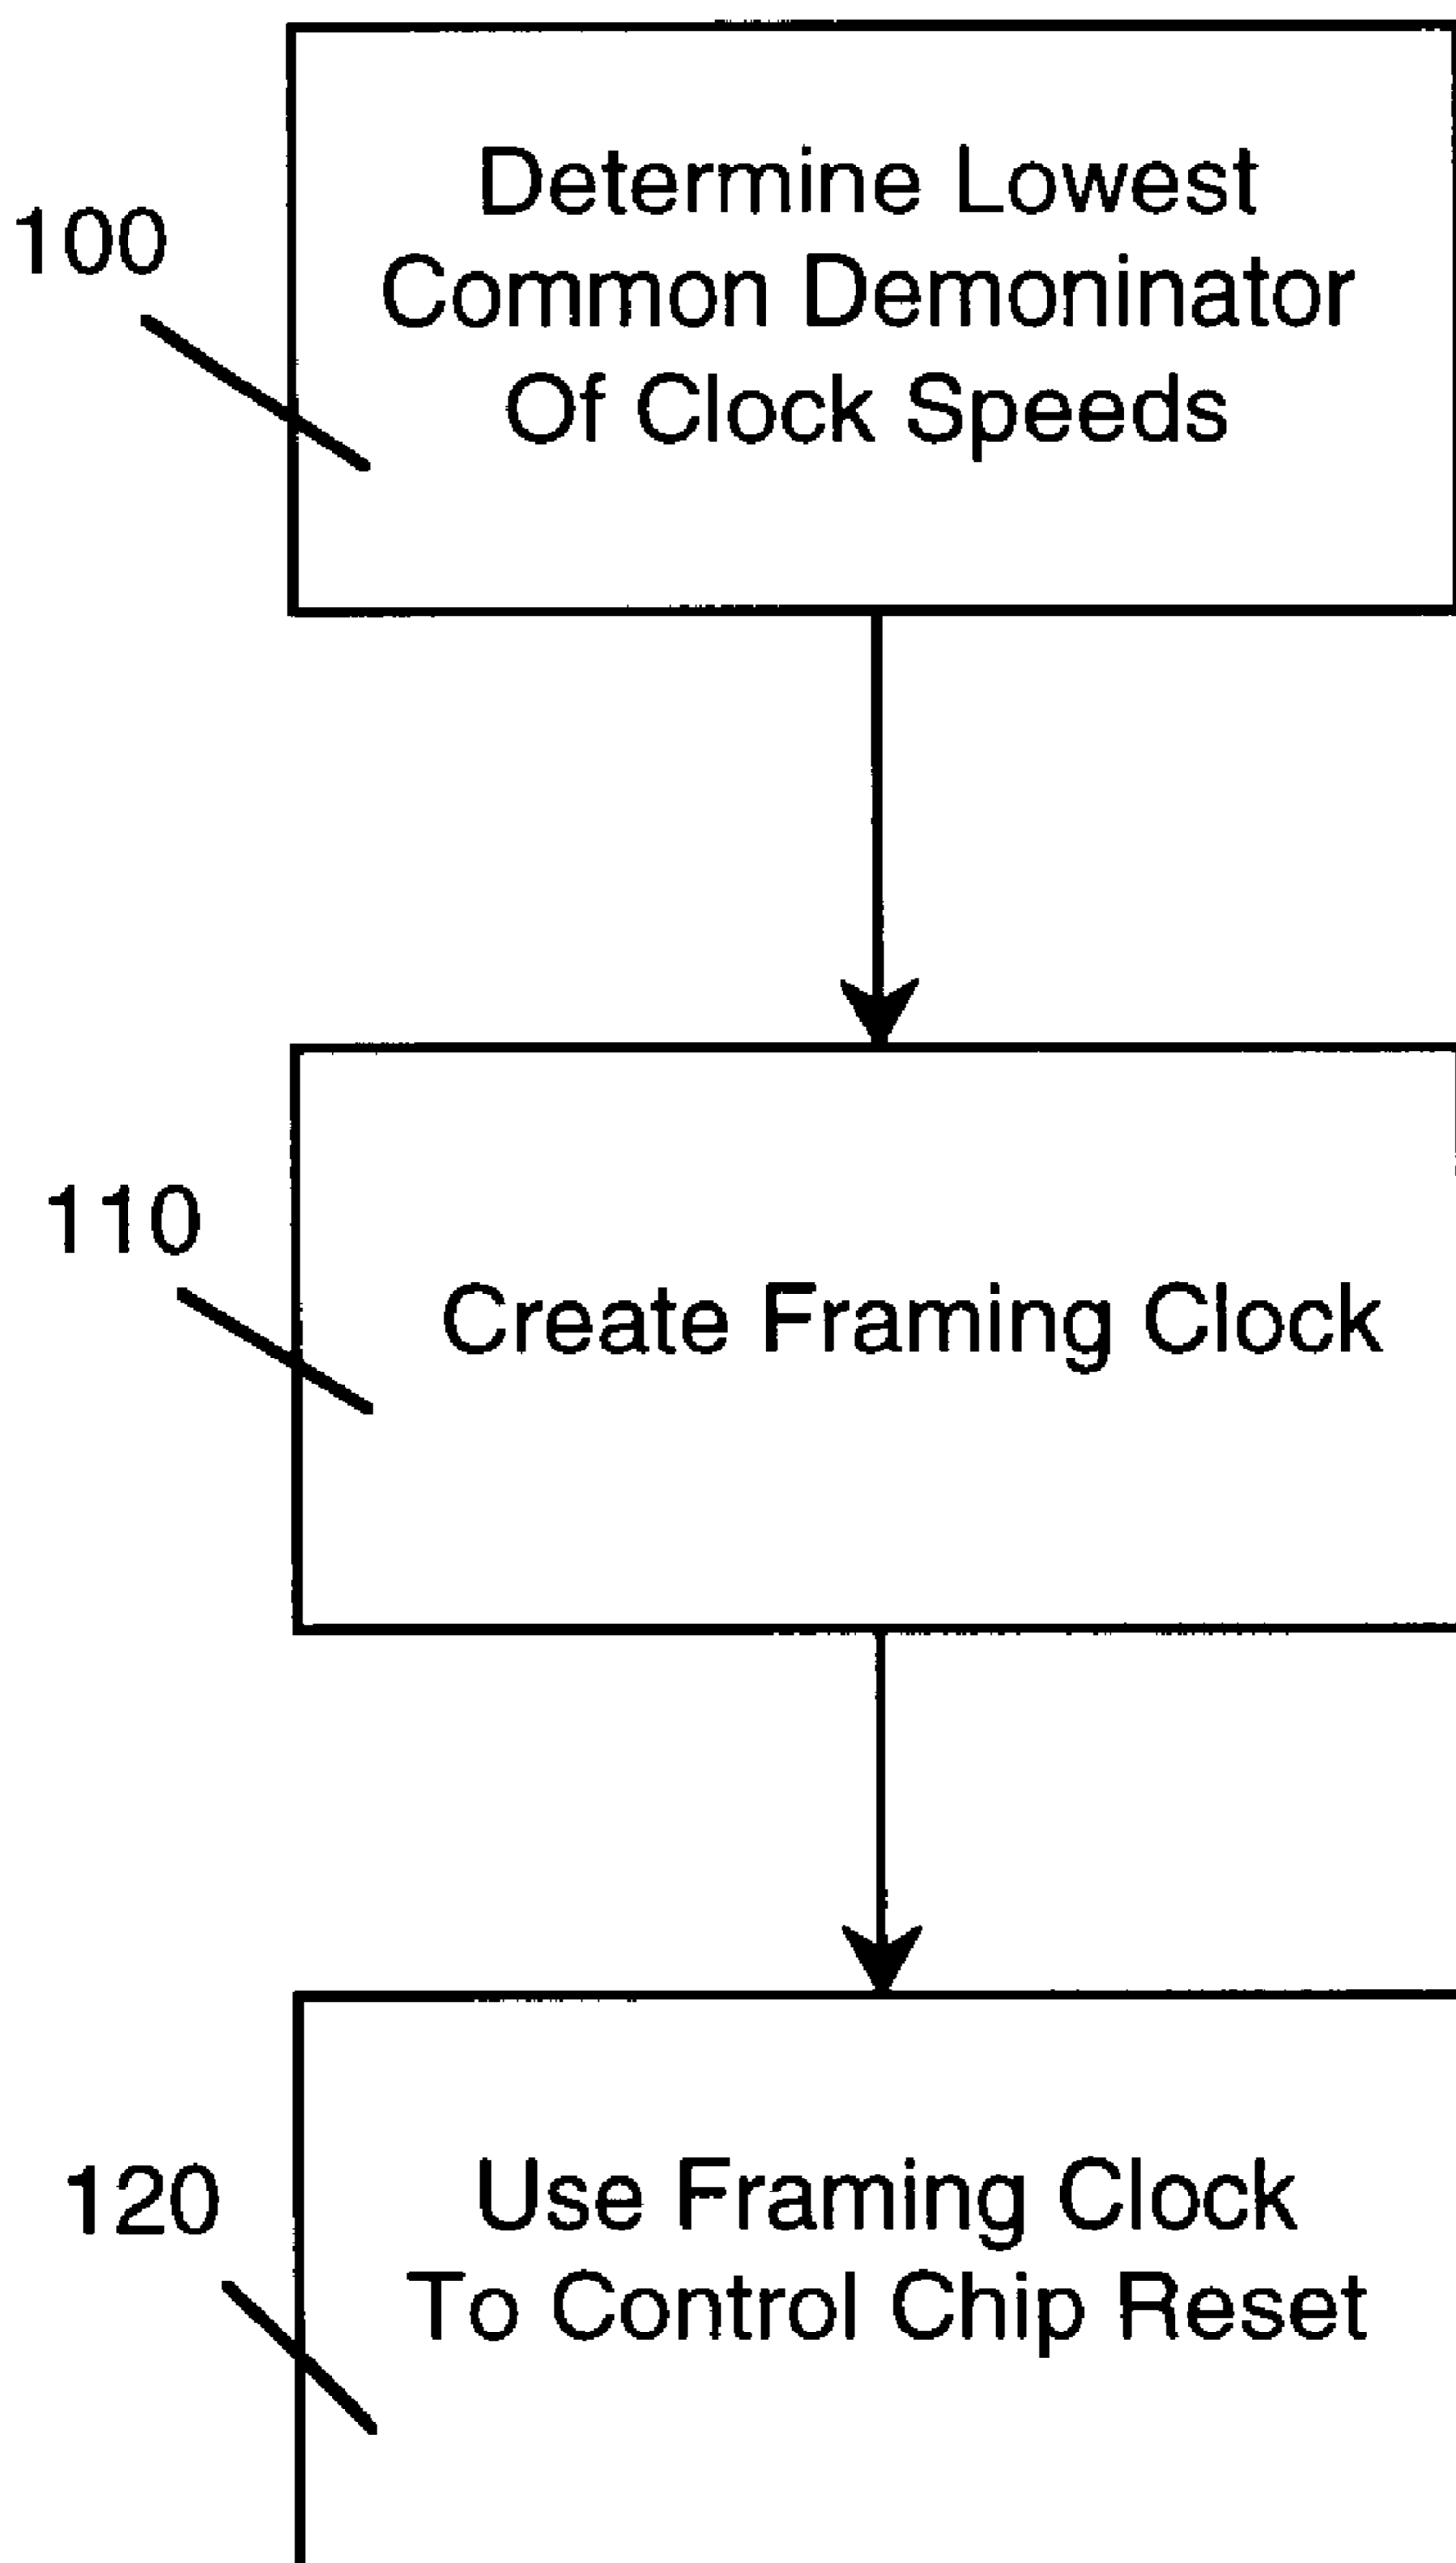 100
Determine Lowest
Common Demoninator
Of Clock Speeds
110
Create Framing Clock
120
Use Framing Clock
To Control Chip Reset